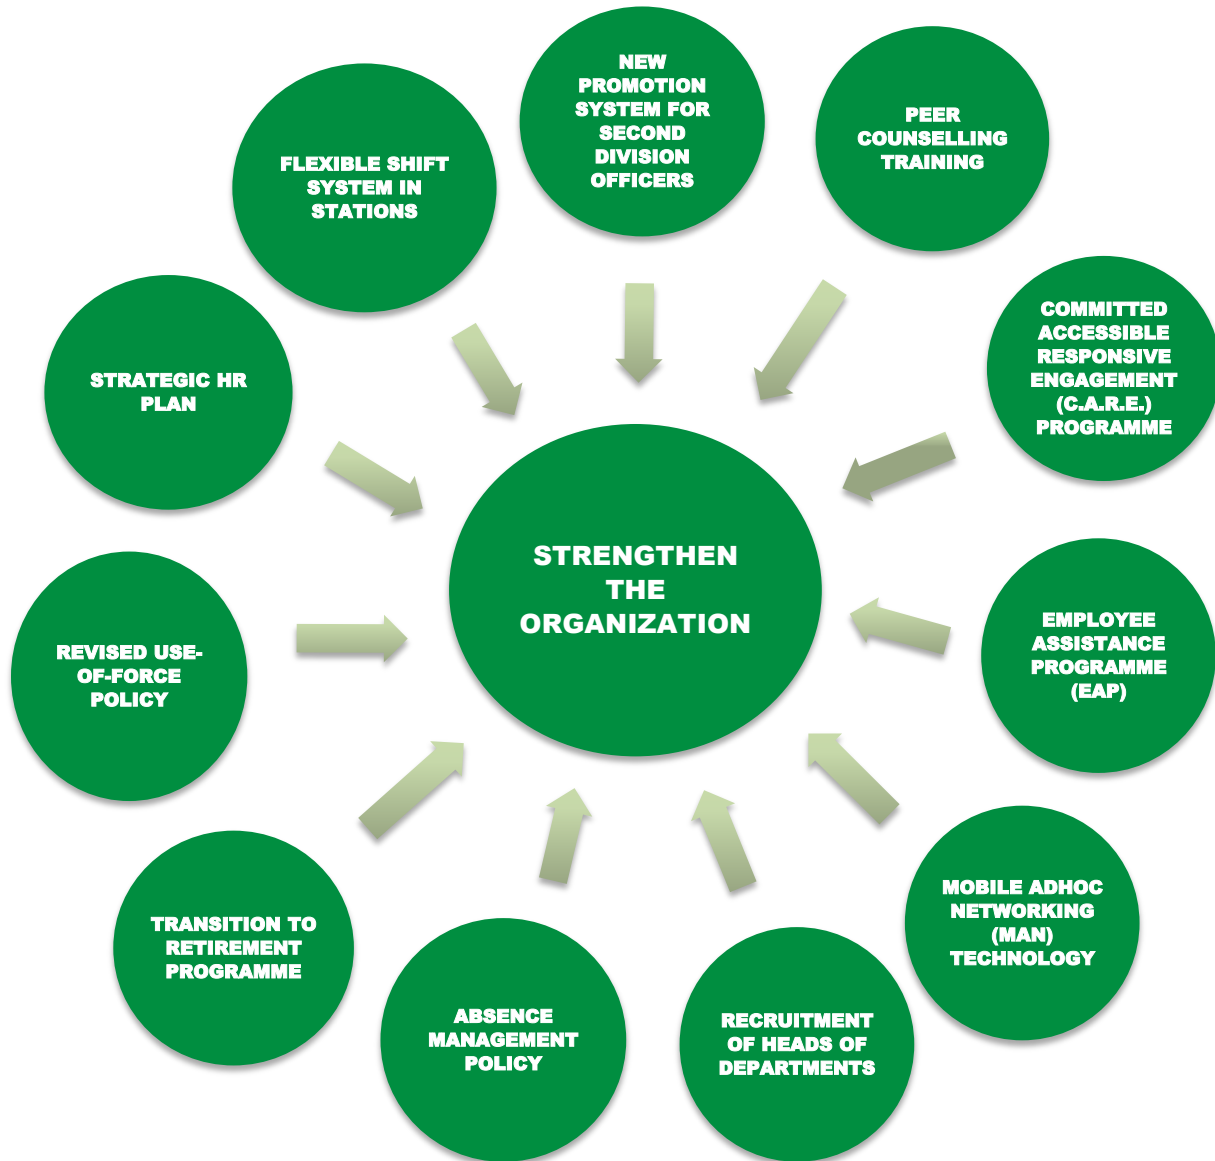 NEW
PROMOTION
SYSTEM FOR
SECOND
DIVISION
OFFICERS
PEER
COUNSELLING
TRAINING
COMMITTED
ACCESSIBLE
RESPONSIVE
ENGAGEMENT
(C.A.R.E.)
PROGRAMME
EMPLOYEE
ASSISTANCE
PROGRAMME
(EAP)
MOBILE ADHOC
NETWORKING
(MAN)
TECHNOLOGY
RECRUITMENT
OF HEADS OF
DEPARTMENTS
ABSENCE
MANAGEMENT
POLICY
TRANSITION TO
RETIREMENT
PROGRAMME
REVISED USE-
OF-FORCE
POLICY
STRATEGIC HR
PLAN
FLEXIBLE SHIFT
SYSTEM IN
STATIONS
STRENGTHEN
THE
ORGANIZATION